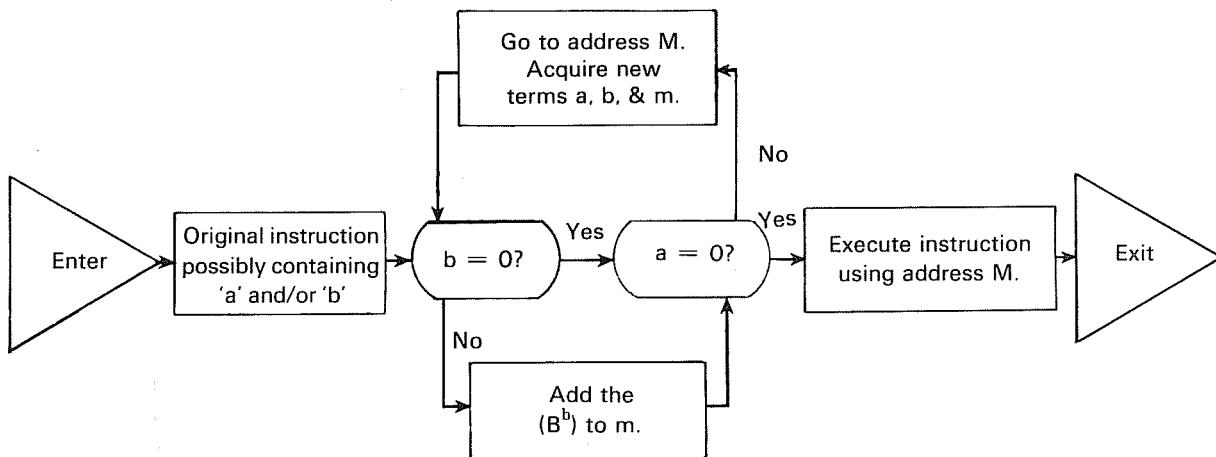 Go to address M.
Acquire new
terms a, b, & m.
No
Enter
Original instruction
possibly containing
'a' and/or 'b'
b = 0?
Yes
a = 0?
Yes
Execute instruction
using address M.
Exit
No
Add the
(Bᵇ) to m.